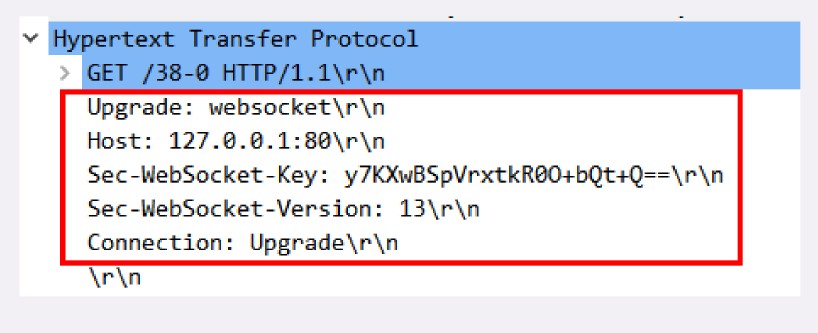 Hypertext Transfer Protocol
GET /38-0 HTTP/1.1\r\n
Upgrade: websocket\r\n
Host: 127.0.0.1:80\r\n
Sec-WebSocket-Key: y7KXwBSpVrxtkR0O+bQt+Q==\r\n
Sec-WebSocket-Version: 13\r\n
Connection: Upgrade\r\n
\r\n